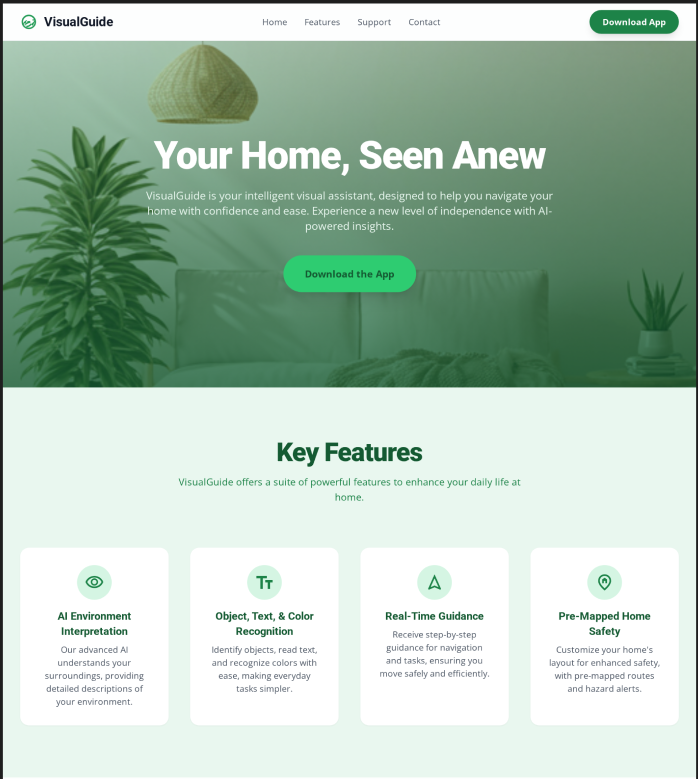 VisualGuide
Home
Features
Support
Contact
Download App
Your Home, Seen Anew
VisualGuide is your intelligent visual assistant, designed to help you navigate your
home with confidence and ease. Experience a new level of independence with AI-
powered insights.
Download the App
Key Features
VisualGuide offers a suite of powerful features to enhance your daily life at
home.
AI Environment
Interpretation
Our advanced AI
understands your
surroundings, providing
detailed descriptions of
your environment.
Object, Text, & Color
Recognition
Identify objects, read text,
and recognize colors with
ease, making everyday
tasks simpler.
Real-Time Guidance
Receive step-by-step
guidance for navigation
and tasks, ensuring you
move safely and efficiently.
Pre-Mapped Home
Safety
Customize your home's
layout for enhanced safety,
with pre-mapped routes
and hazard alerts.